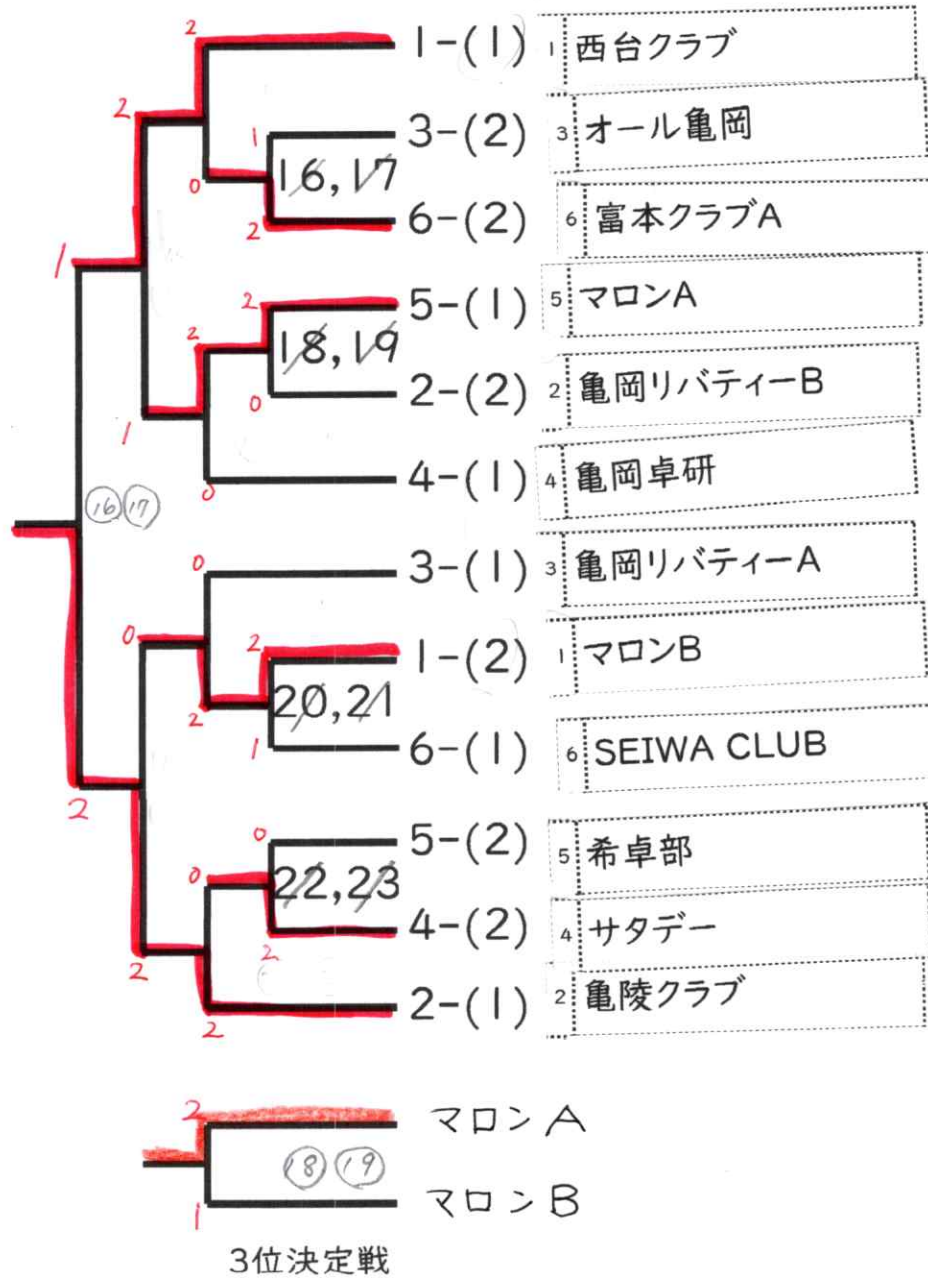 2
1-(1) 1 西台クラブ
2
1 3-(2) 3 オール亀岡
0 16,17
2 6-(2) 6 富本クラブA
1
2 5-(1) 5 マロンA
2 18,19
0 2-(2) 2 亀岡リバティーB
1
0 4-(1) 4 亀岡卓研
16 17
0 3-(1) 3 亀岡リバティーA
0 2 1-(2) 1 マロンB
2 20,21
1 6-(1) 6 SEIWA CLUB
2
0 5-(2) 5 希卓部
0 22,23
2 4-(2) 4 サタデー
2
2 2-(1) 2 亀陵クラブ
2 マロンA
18 19
1 マロンB
3位決定戦